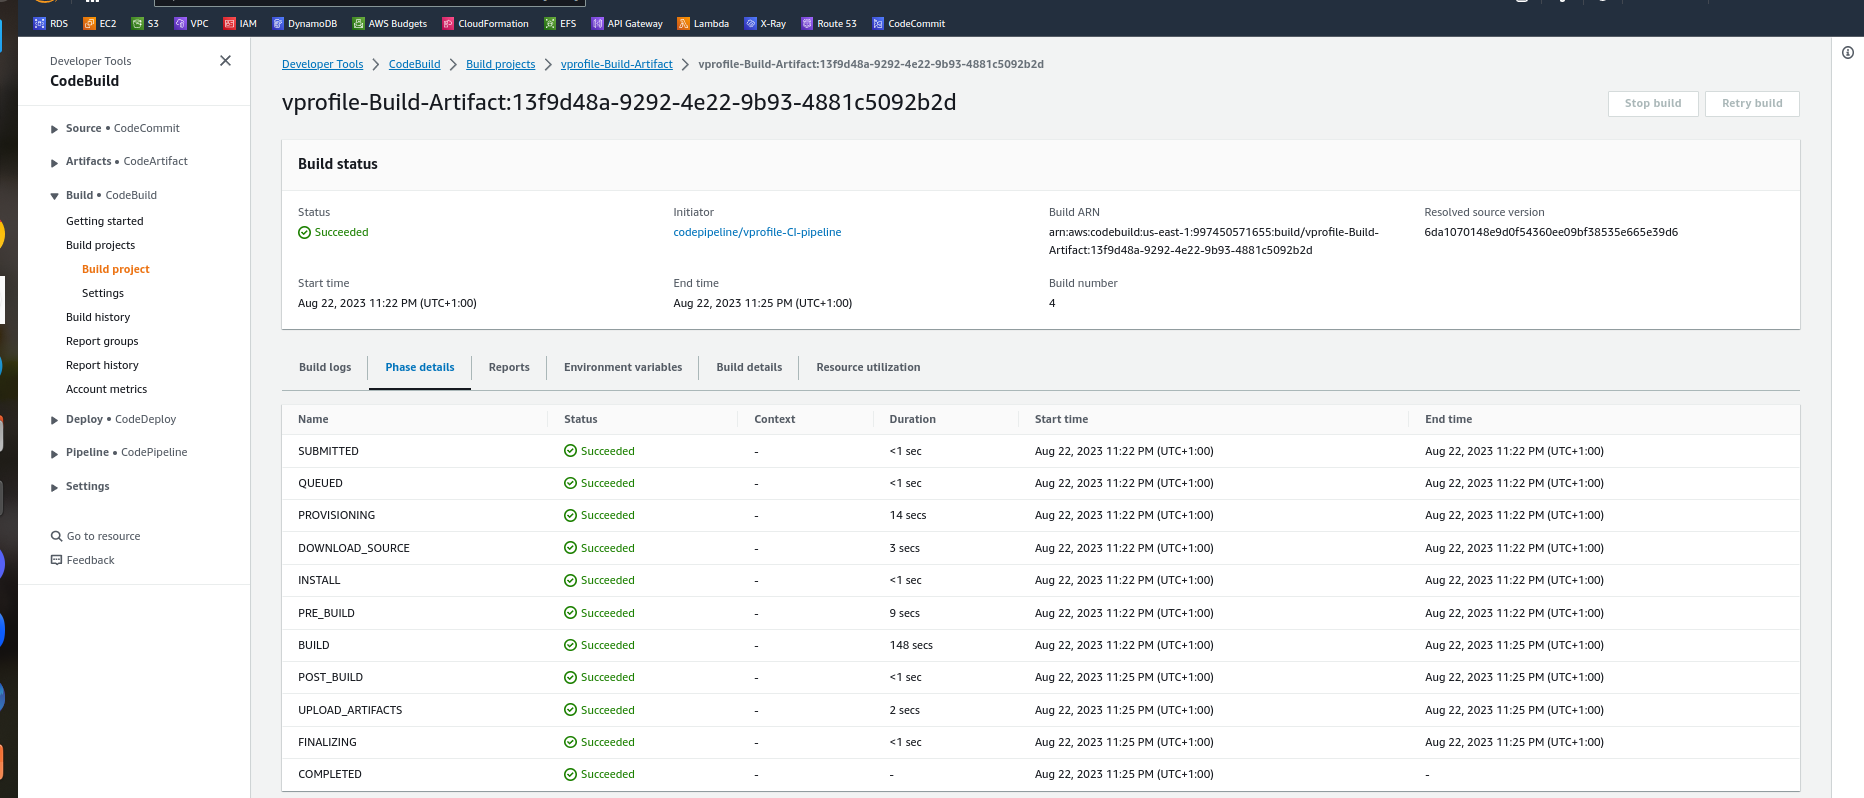 RDS EC2 S3 VPC IAM DynamoDB AWS Budgets CloudFormation EFS API Gateway Lambda X-Ray Route 53 CodeCommit
Developer Tools
CodeBuild
Source • CodeCommit
Artifacts • CodeArtifact
Build • CodeBuild
Getting started
Build projects
Build project
Settings
Build history
Report groups
Report history
Account metrics
Deploy • CodeDeploy
Pipeline • CodePipeline
Settings
Go to resource
Feedback
Developer Tools CodeBuild Build projects vprofile-Build-Artifact vprofile-Build-Artifact:13f9d48a-9292-4e22-9b93-4881c5092b2d
vprofile-Build-Artifact:13f9d48a-9292-4e22-9b93-4881c5092b2d
Stop build Retry build
Build status
Status Initiator Build ARN Resolved source version
Succeeded codepipeline/vprofile-CI-pipeline arn:aws:codebuild:us-east-1:997450571655:build/vprofile-Build- 6da1070148e9d0f54360ee09bf38535e665e39d6
Artifact:13f9d48a-9292-4e22-9b93-4881c5092b2d
Start time End time Build number
Aug 22, 2023 11:22 PM (UTC+1:00) Aug 22, 2023 11:25 PM (UTC+1:00) 4
Build logs Phase details Reports Environment variables Build details Resource utilization
Name Status Context Duration Start time End time
SUBMITTED Succeeded - <1 sec Aug 22, 2023 11:22 PM (UTC+1:00) Aug 22, 2023 11:22 PM (UTC+1:00)
QUEUED Succeeded - <1 sec Aug 22, 2023 11:22 PM (UTC+1:00) Aug 22, 2023 11:22 PM (UTC+1:00)
PROVISIONING Succeeded - 14 secs Aug 22, 2023 11:22 PM (UTC+1:00) Aug 22, 2023 11:22 PM (UTC+1:00)
DOWNLOAD_SOURCE Succeeded - 3 secs Aug 22, 2023 11:22 PM (UTC+1:00) Aug 22, 2023 11:22 PM (UTC+1:00)
INSTALL Succeeded - <1 sec Aug 22, 2023 11:22 PM (UTC+1:00) Aug 22, 2023 11:22 PM (UTC+1:00)
PRE_BUILD Succeeded - 9 secs Aug 22, 2023 11:22 PM (UTC+1:00) Aug 22, 2023 11:22 PM (UTC+1:00)
BUILD Succeeded - 148 secs Aug 22, 2023 11:22 PM (UTC+1:00) Aug 22, 2023 11:25 PM (UTC+1:00)
POST_BUILD Succeeded - <1 sec Aug 22, 2023 11:25 PM (UTC+1:00) Aug 22, 2023 11:25 PM (UTC+1:00)
UPLOAD_ARTIFACTS Succeeded - 2 secs Aug 22, 2023 11:25 PM (UTC+1:00) Aug 22, 2023 11:25 PM (UTC+1:00)
FINALIZING Succeeded - <1 sec Aug 22, 2023 11:25 PM (UTC+1:00) Aug 22, 2023 11:25 PM (UTC+1:00)
COMPLETED Succeeded - - Aug 22, 2023 11:25 PM (UTC+1:00) -